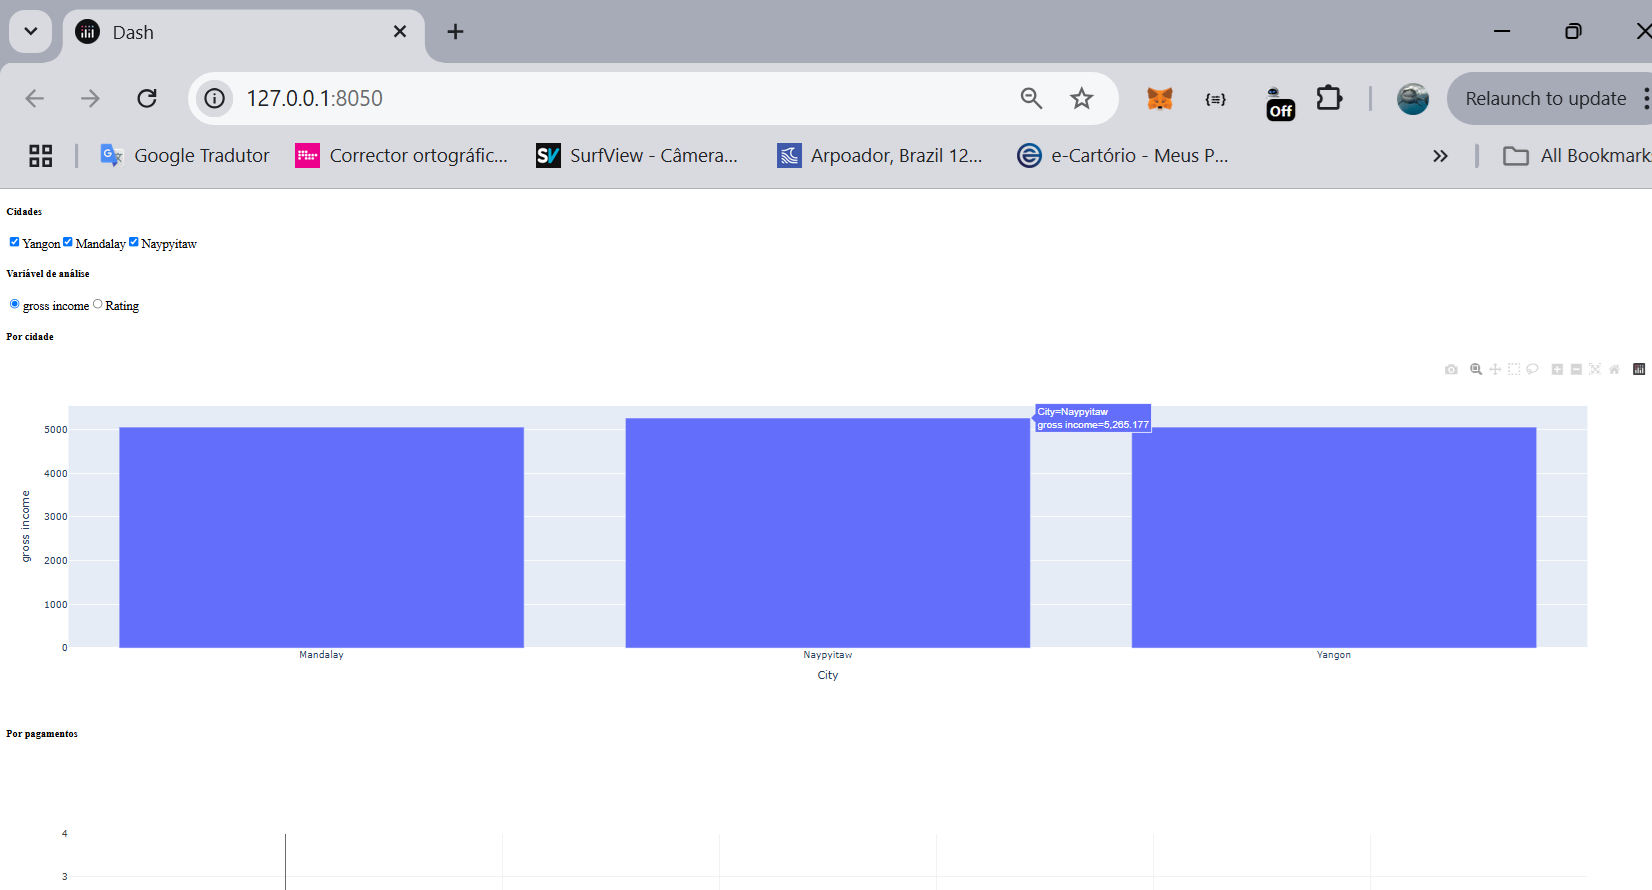 Dash
127.0.0.1:8050
Off
Relaunch to update
Google Tradutor
Corrector ortográfic...
SV
SurfView - Câmera...
Arpoador, Brazil 12...
e-Cartório - Meus P...
All Bookmark
Cidades
Yangon Mandalay Naypyitaw
Variável de análise
gross income Rating
Por cidade
City=Naypyitaw
gross income=5,265.177
5000
4000
3000
2000
1000
0
gross income
Mandalay Naypyitaw Yangon
City
Por pagamentos
4
3